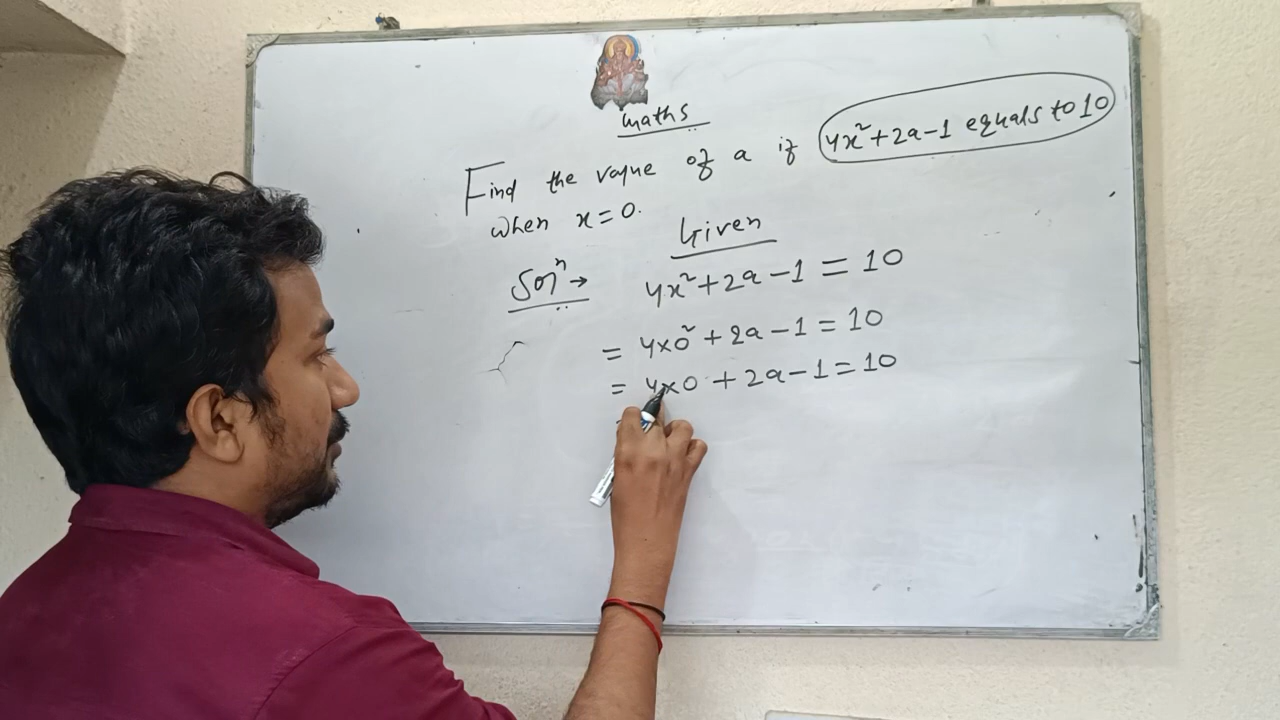 maths
Find the value of a if 4x²+2a-1 equals to 10
when x=0.
Given
Solⁿ→ 4x²+2a-1=10
= 4×0²+2a-1=10
= 4×0+2a-1=10